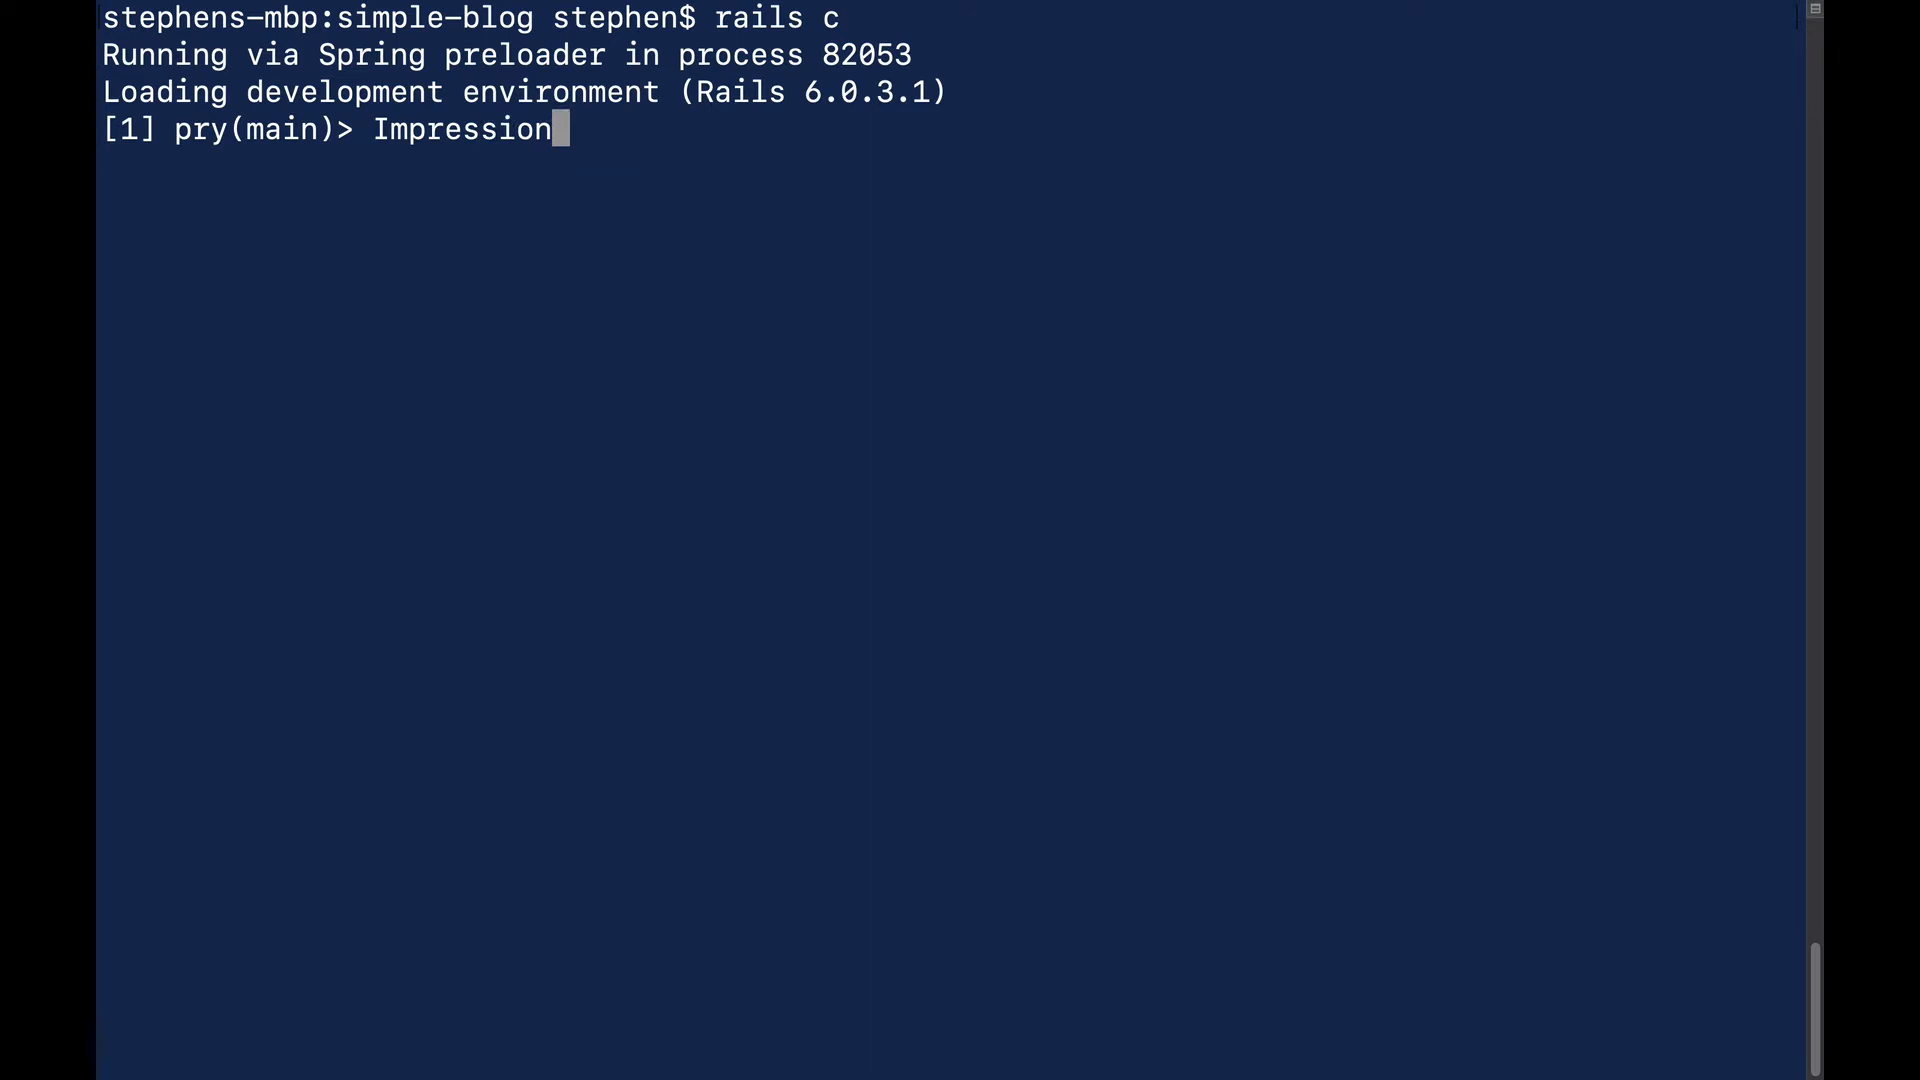 stephens-mbp:simple-blog stephen$ rails c
Running via Spring preloader in process 82053
Loading development environment (Rails 6.0.3.1)
[1] pry(main)> Impression